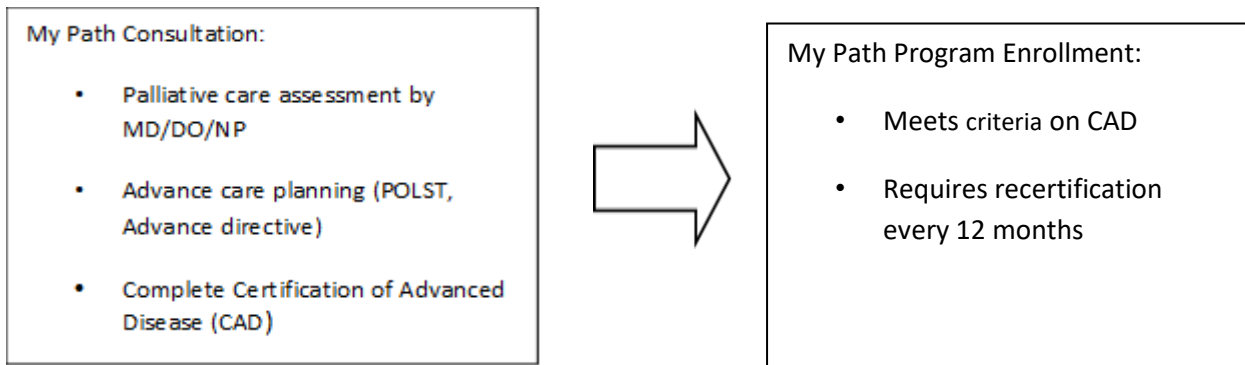 My Path Consultation:
• Palliative care assessment by
MD/DO/NP
• Advance care planning (POLST,
Advance directive)
• Complete Certification of Advanced
Disease (CAD)
My Path Program Enrollment:
• Meets criteria on CAD
• Requires recertification
every 12 months